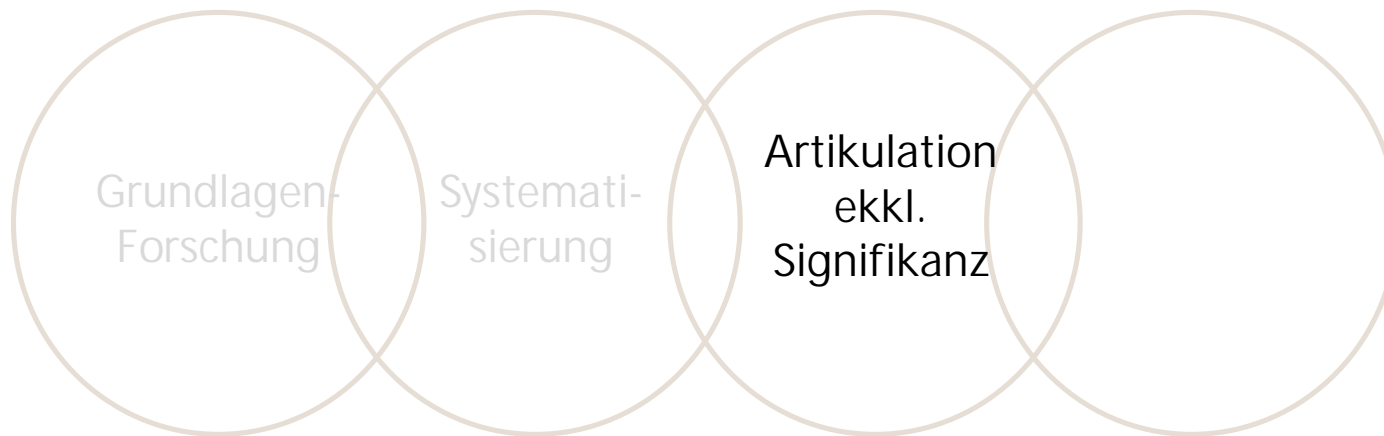 Grundlagen-
Forschung
Systemati-
sierung
Artikulation
ekkl.
Signifikanz